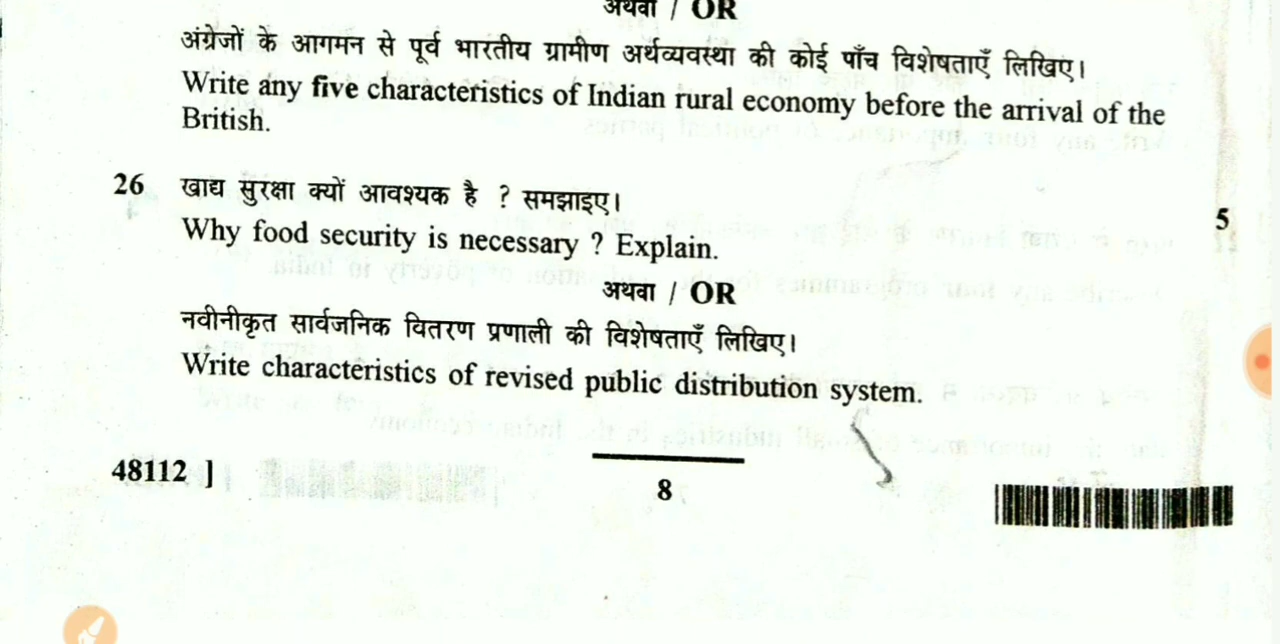 अथवा / OR
अंग्रेजों के आगमन से पूर्व भारतीय ग्रामीण अर्थव्यवस्था की कोई पाँच विशेषताएँ लिखिए।
Write any five characteristics of Indian rural economy before the arrival of the
British.
26 खाद्य सुरक्षा क्यों आवश्यक है ? समझाइए। 5
Why food security is necessary ? Explain.
अथवा / OR
नवीनीकृत सार्वजनिक वितरण प्रणाली की विशेषताएँ लिखिए।
Write characteristics of revised public distribution system.
48112 ]
8